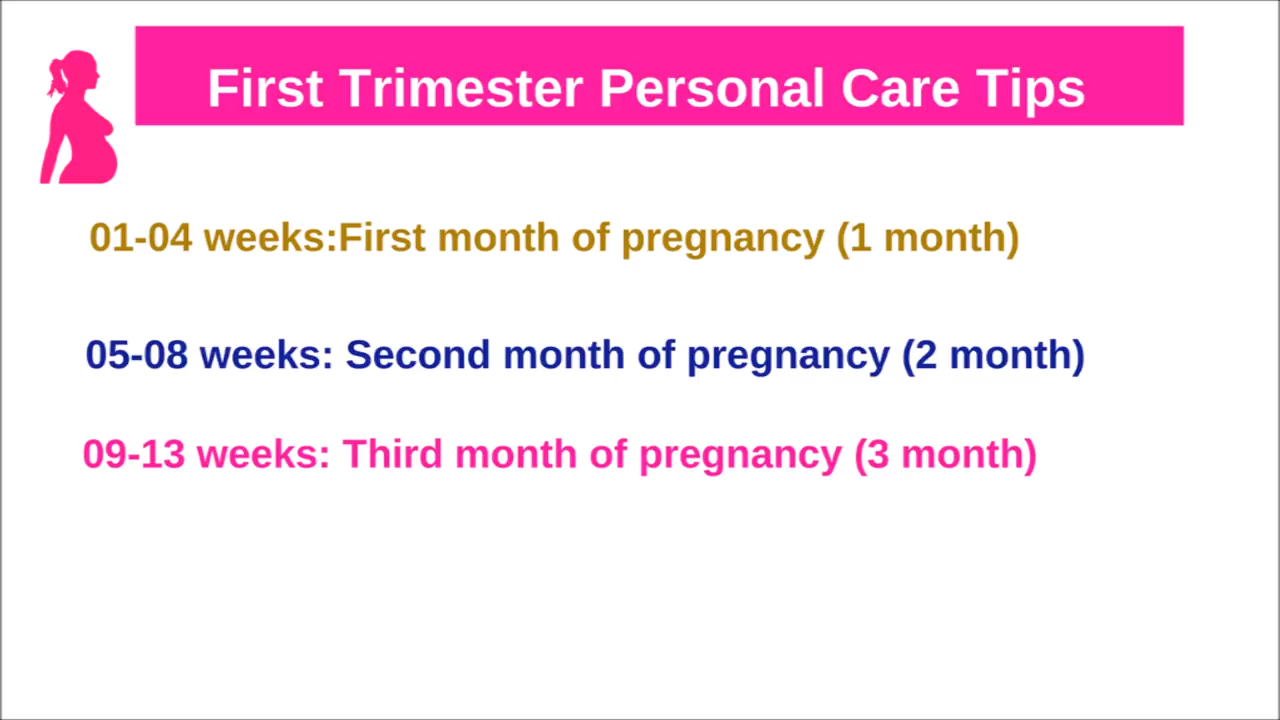 First Trimester Personal Care Tips
01-04 weeks:First month of pregnancy (1 month)
05-08 weeks: Second month of pregnancy (2 month)
09-13 weeks: Third month of pregnancy (3 month)